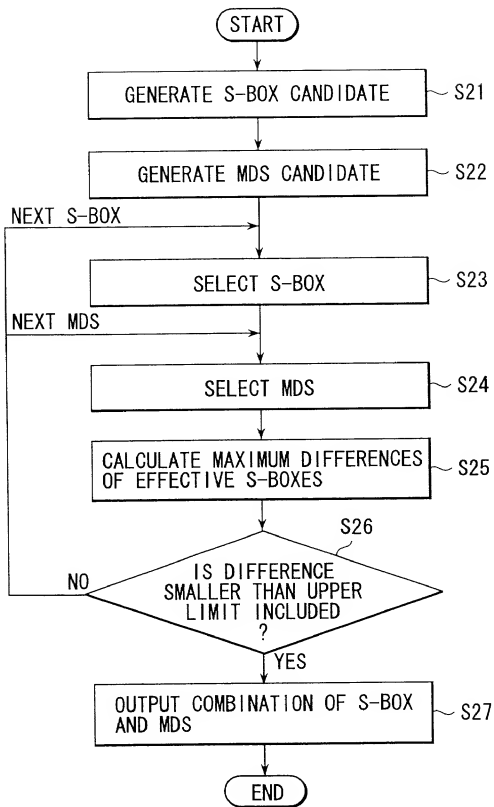 START
GENERATE S-BOX CANDIDATE
S21
GENERATE MDS CANDIDATE
S22
NEXT S-BOX
SELECT S-BOX
S23
NEXT MDS
SELECT MDS
S24
CALCULATE MAXIMUM DIFFERENCES
OF EFFECTIVE S-BOXES
S25
S26
IS DIFFERENCE
SMALLER THAN UPPER
LIMIT INCLUDED
?
NO
YES
OUTPUT COMBINATION OF S-BOX
AND MDS
S27
END